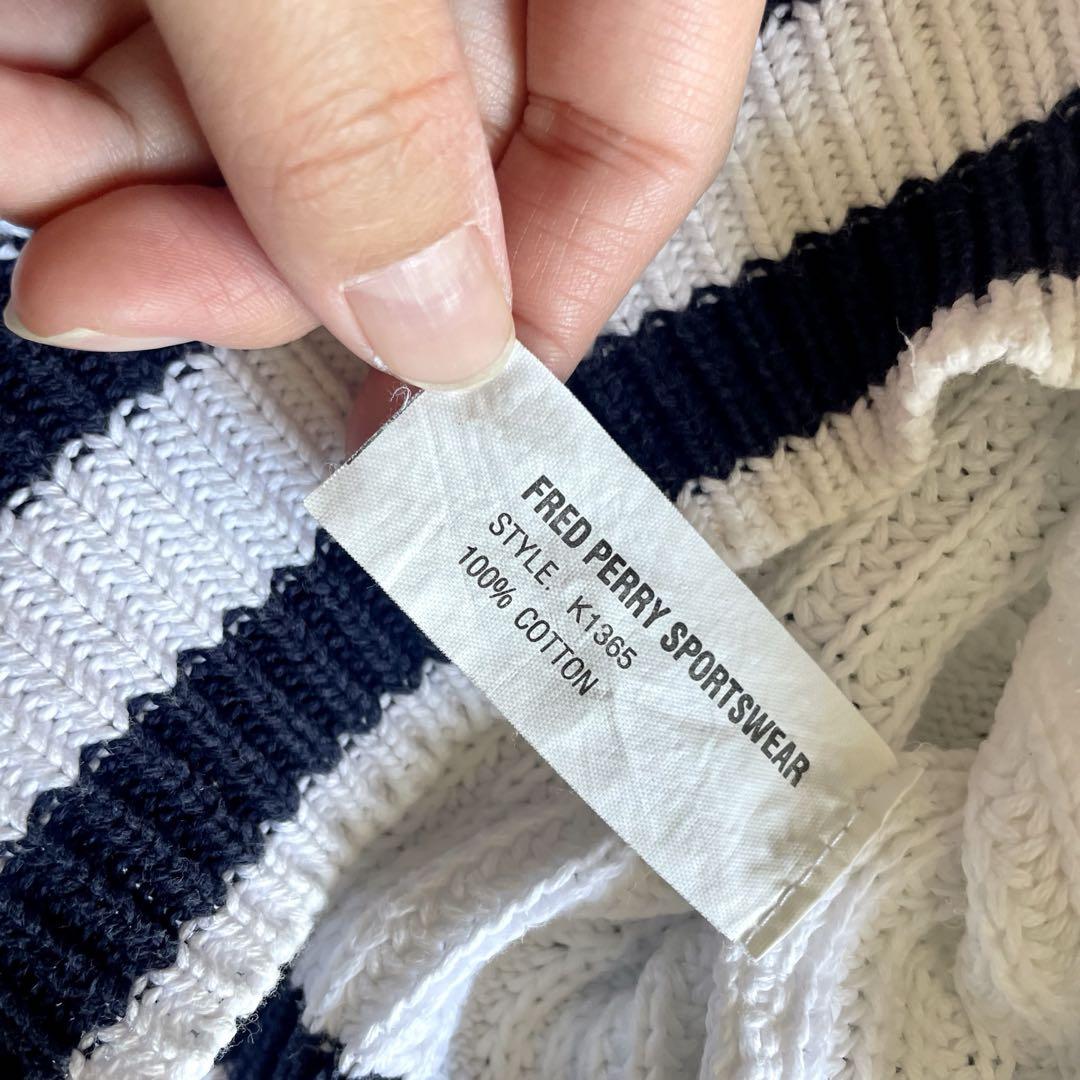 FRED PERRY SPORTSWEAR
STYLE. K1365
100% COTTON